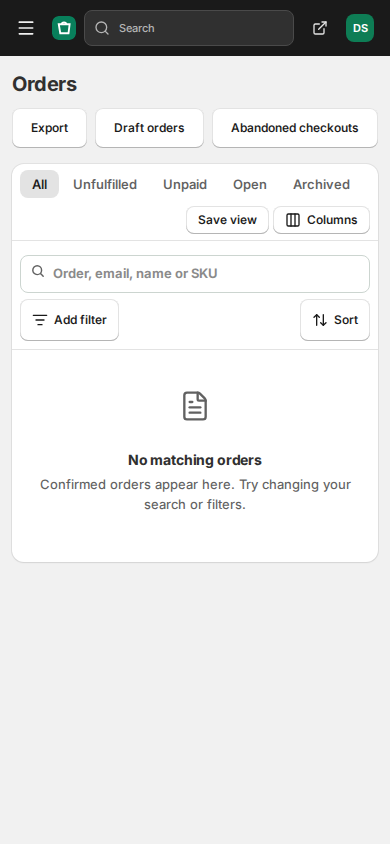 Search
DS
Orders
Export
Draft orders
Abandoned checkouts
All
Unfulfilled
Unpaid
Open
Archived
Save view
Columns
Order, email, name or SKU
Add filter
Sort
No matching orders
Confirmed orders appear here. Try changing your
search or filters.